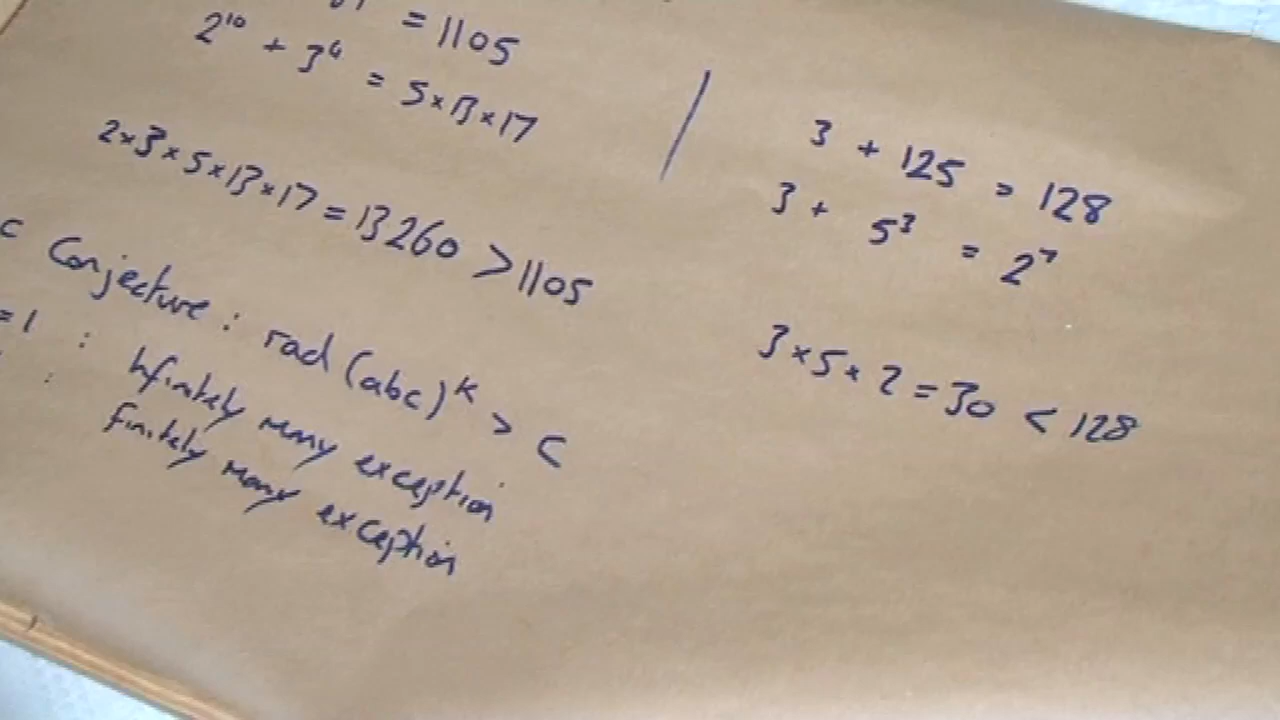 = 1105
2¹⁰ + 3⁴ = 5×13×17
2×3×5×13×17 = 13260 > 1105
c Conjecture : rad (abc)ᵏ > c
=1 : Infinitely many exception
: finitely many exception
3 + 125 = 128
3 + 5³ = 2⁷
3×5×2 = 30 < 128